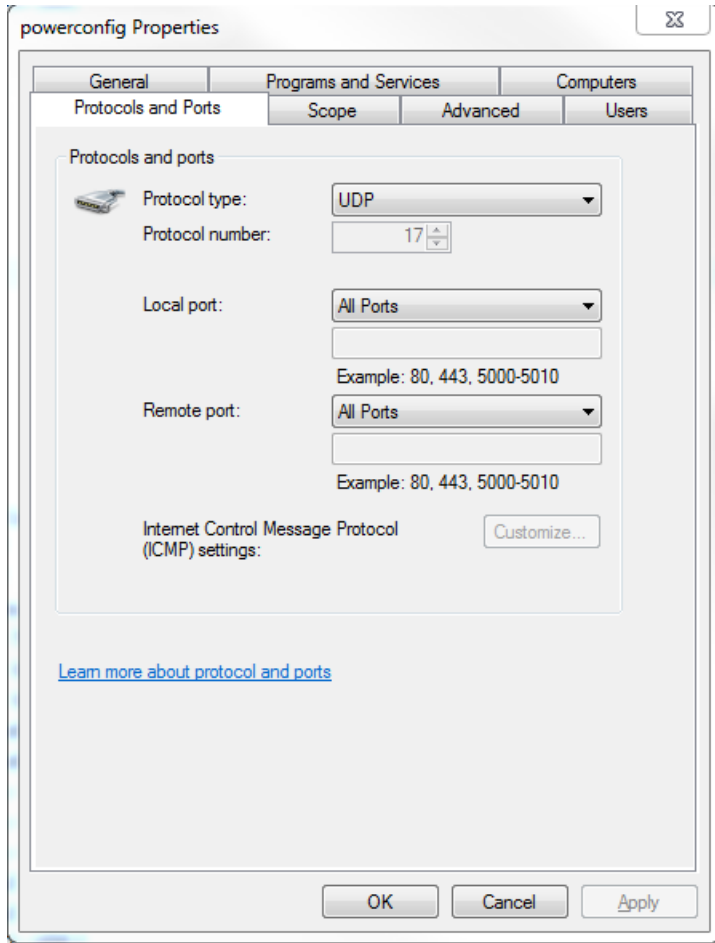 powerconfig Properties
General Programs and Services Computers
Protocols and Ports Scope Advanced Users
Protocols and ports
Protocol type: UDP
Protocol number: 17
Local port: All Ports
Example: 80, 443, 5000-5010
Remote port: All Ports
Example: 80, 443, 5000-5010
Internet Control Message Protocol Customize...
(ICMP) settings:
Learn more about protocol and ports
OK Cancel Apply